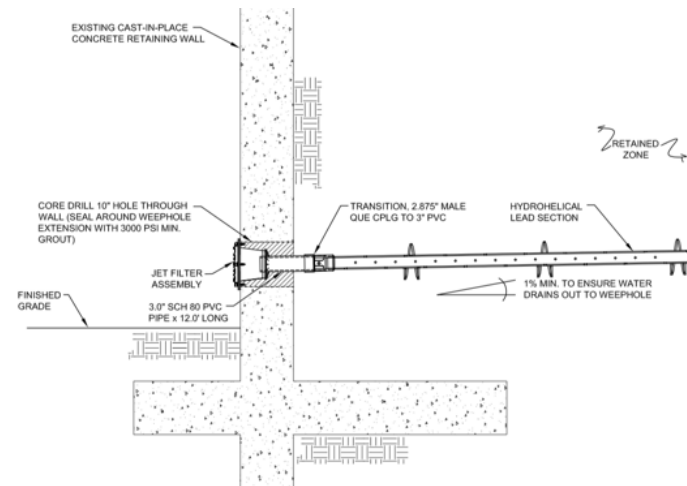 EXISTING CAST-IN-PLACE
CONCRETE RETAINING WALL
RETAINED
ZONE
CORE DRILL 10" HOLE THROUGH
WALL (SEAL AROUND WEEPHOLE
EXTENSION WITH 3000 PSI MIN.
GROUT)
TRANSITION, 2.875" MALE
QUE CPLG TO 3" PVC
HYDROHELICAL
LEAD SECTION
JET FILTER
ASSEMBLY
1% MIN. TO ENSURE WATER
DRAINS OUT TO WEEPHOLE
FINISHED
GRADE
3.0" SCH 80 PVC
PIPE x 12.0' LONG